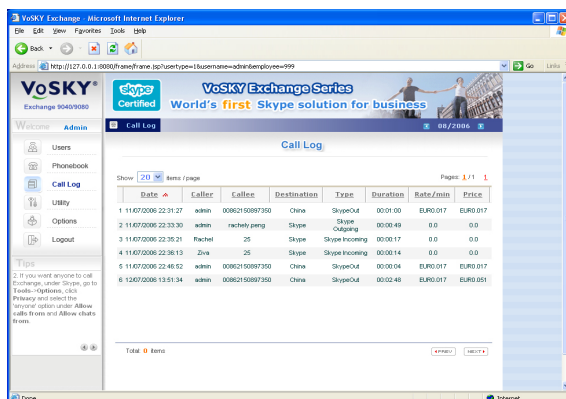 VoSKY Exchange - Microsoft Internet Explorer
File Edit View Favorites Tools Help
Back
Address http://127.0.0.1:8080/frame/frame.jsp?usertype=1&username=admin&employee=999 Go Links
VoSKY®
Exchange 9040/9080
skype Certified
VoSKY Exchange Series
World's first Skype solution for business
Welcome Admin
Call Log 08/2006
Users
Phonebook
Call Log
Utility
Options
Logout
Call Log
Show 20 items /page Pages: 1 / 1 1
Date Caller Callee Destination Type Duration Rate/min Price
1 11/07/2006 22:31:27 admin 00862150897350 China SkypeOut 00:01:00 EUR0.017 EUR0.017
2 11/07/2006 22:33:30 admin rachely.peng Skype Skype Outgoing 00:00:49 0.0 0.0
3 11/07/2006 22:35:21 Rachel 25 Skype Skype Incoming 00:00:17 0.0 0.0
4 11/07/2006 22:36:13 Ziva 25 Skype Skype Incoming 00:00:14 0.0 0.0
5 11/07/2006 22:46:52 admin 00862150897350 China SkypeOut 00:00:04 EUR0.017 EUR0.017
6 12/07/2006 13:51:34 admin 00862150897350 China SkypeOut 00:02:48 EUR0.017 EUR0.051
Tips
2. If you want anyone to call
Exchange, under Skype, go to
Tools->Options, click
Privacy and select the
'anyone' option under Allow
calls from and Allow chats
from.
Total: 0 items PREV NEXT
Done Internet